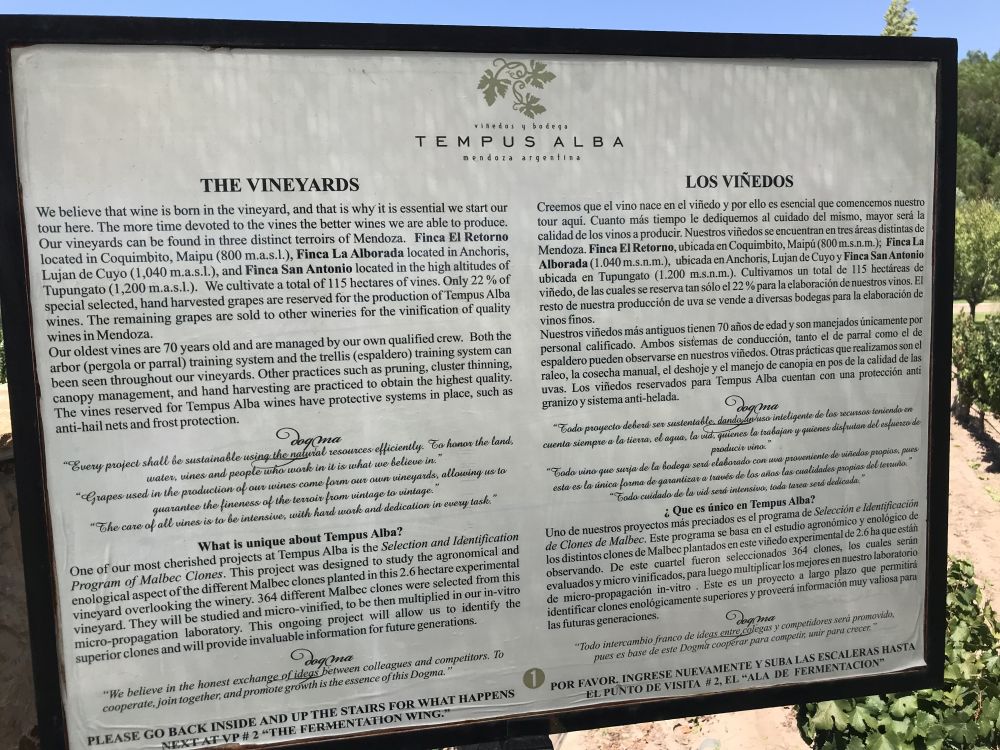 viñedos y bodega
TEMPUS ALBA
mendoza argentina
THE VINEYARDS
We believe that wine is born in the vineyard, and that is why it is essential we start our
tour here. The more time devoted to the vines the better wines we are able to produce.
Our vineyards can be found in three distinct terroirs of Mendoza. Finca El Retorno
located in Coquimbito, Maipu (800 m.a.s.l.), Finca La Alborada located in Anchoris,
Lujan de Cuyo (1,040 m.a.s.l.), and Finca San Antonio located in the high altitudes of
Tupungato (1,200 m.a.s.l.). We cultivate a total of 115 hectares of vines. Only 22 % of
special selected, hand harvested grapes are reserved for the production of Tempus Alba
wines. The remaining grapes are sold to other wineries for the vinification of quality
wines in Mendoza.
Our oldest vines are 70 years old and are managed by our own qualified crew. Both the
arbor (pergola or parral) training system and the trellis (espaldero) training system can
been seen throughout our vineyards. Other practices such as pruning, cluster thinning,
canopy management, and hand harvesting are practiced to obtain the highest quality.
The vines reserved for Tempus Alba wines have protective systems in place, such as
anti-hail nets and frost protection.
dogma
"Every project shall be sustainable using the natural resources efficiently. To honor the land,
water, vines and people who work in it is what we believe in."
"Grapes used in the production of our wines come form our own vineyards, allowing us to
guarantee the fineness of the terroir from vintage to vintage."
"The care of all vines is to be intensive, with hard work and dedication in every task."
What is unique about Tempus Alba?
One of our most cherished projects at Tempus Alba is the Selection and Identification
Program of Malbec Clones. This project was designed to study the agronomical and
enological aspect of the different Malbec clones planted in this 2.6 hectare experimental
vineyard overlooking the winery. 364 different Malbec clones were selected from this
vineyard. They will be studied and micro-vinified, to be then multiplied in our in-vitro
micro-propagation laboratory. This ongoing project will allow us to identify the
superior clones and will provide invaluable information for future generations.
dogma
"We believe in the honest exchange of ideas between colleagues and competitors. To
cooperate, join together, and promote growth is the essence of this Dogma."
PLEASE GO BACK INSIDE AND UP THE STAIRS FOR WHAT HAPPENS
NEXT AT VP # 2 "THE FERMENTATION WING."
LOS VIÑEDOS
Creemos que el vino nace en el viñedo y por ello es esencial que comencemos nuestro
tour aquí. Cuanto más tiempo le dediquemos al cuidado del mismo, mayor será la
calidad de los vinos a producir. Nuestros viñedos se encuentran en tres áreas distintas de
Mendoza. Finca El Retorno, ubicada en Coquimbito, Maipú (800 m.s.n.m.); Finca La
Alborada (1.040 m.s.n.m.), ubicada en Anchoris, Lujan de Cuyo y Finca San Antonio
ubicada en Tupungato (1.200 m.s.n.m.). Cultivamos un total de 115 hectáreas de
viñedo, de las cuales se reserva tan sólo el 22 % para la elaboración de nuestros vinos. El
resto de nuestra producción de uva se vende a diversas bodegas para la elaboración de
vinos finos.
Nuestros viñedos más antiguos tienen 70 años de edad y son manejados únicamente por
personal calificado. Ambos sistemas de conducción, tanto el de parral como el de
espaldero pueden observarse en nuestros viñedos. Otras prácticas que realizamos son el
raleo, la cosecha manual, el deshoje y el manejo de canopia en pos de la calidad de las
uvas. Los viñedos reservados para Tempus Alba cuentan con una protección anti
granizo y sistema anti-helada.
dogma
"Todo proyecto deberá ser sustentable, dando un uso inteligente de los recursos teniendo en
cuenta siempre a la tierra, el agua, la vid, quienes la trabajan y quienes disfrutan del esfuerzo de
producir vino."
"Todo vino que surja de la bodega será elaborado con uva proveniente de viñedos propios, pues
esta es la única forma de garantizar a través de los años las cualidades propias del terruño."
"Todo cuidado de la vid será intensivo, toda tarea será dedicada."
¿ Que es único en Tempus Alba?
Uno de nuestros proyectos más preciados es el programa de Selección e Identificación
de Clones de Malbec. Este programa se basa en el estudio agronómico y enológico de
los distintos clones de Malbec plantados en este viñedo experimental de 2.6 ha que están
observando. De este cuartel fueron seleccionados 364 clones, los cuales serán
evaluados y micro vinificados, para luego multiplicar los mejores en nuestro laboratorio
de micro-propagación in-vitro . Este es un proyecto a largo plazo que permitirá
identificar clones enológicamente superiores y proveerá información muy valiosa para
las futuras generaciones.
dogma
"Todo intercambio franco de ideas entre colegas y competidores será promovido,
pues es base de este Dogma cooperar para competir, unir para crecer."
1
POR FAVOR, INGRESE NUEVAMENTE Y SUBA LAS ESCALERAS HASTA
EL PUNTO DE VISITA # 2, EL "ALA DE FERMENTACION"